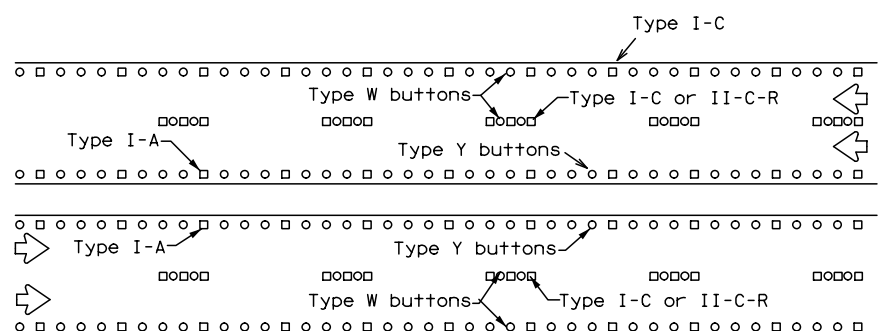 Type I-C
Type W buttons
Type I-C or II-C-R
Type I-A
Type Y buttons
Type I-A
Type Y buttons
Type W buttons
Type I-C or II-C-R